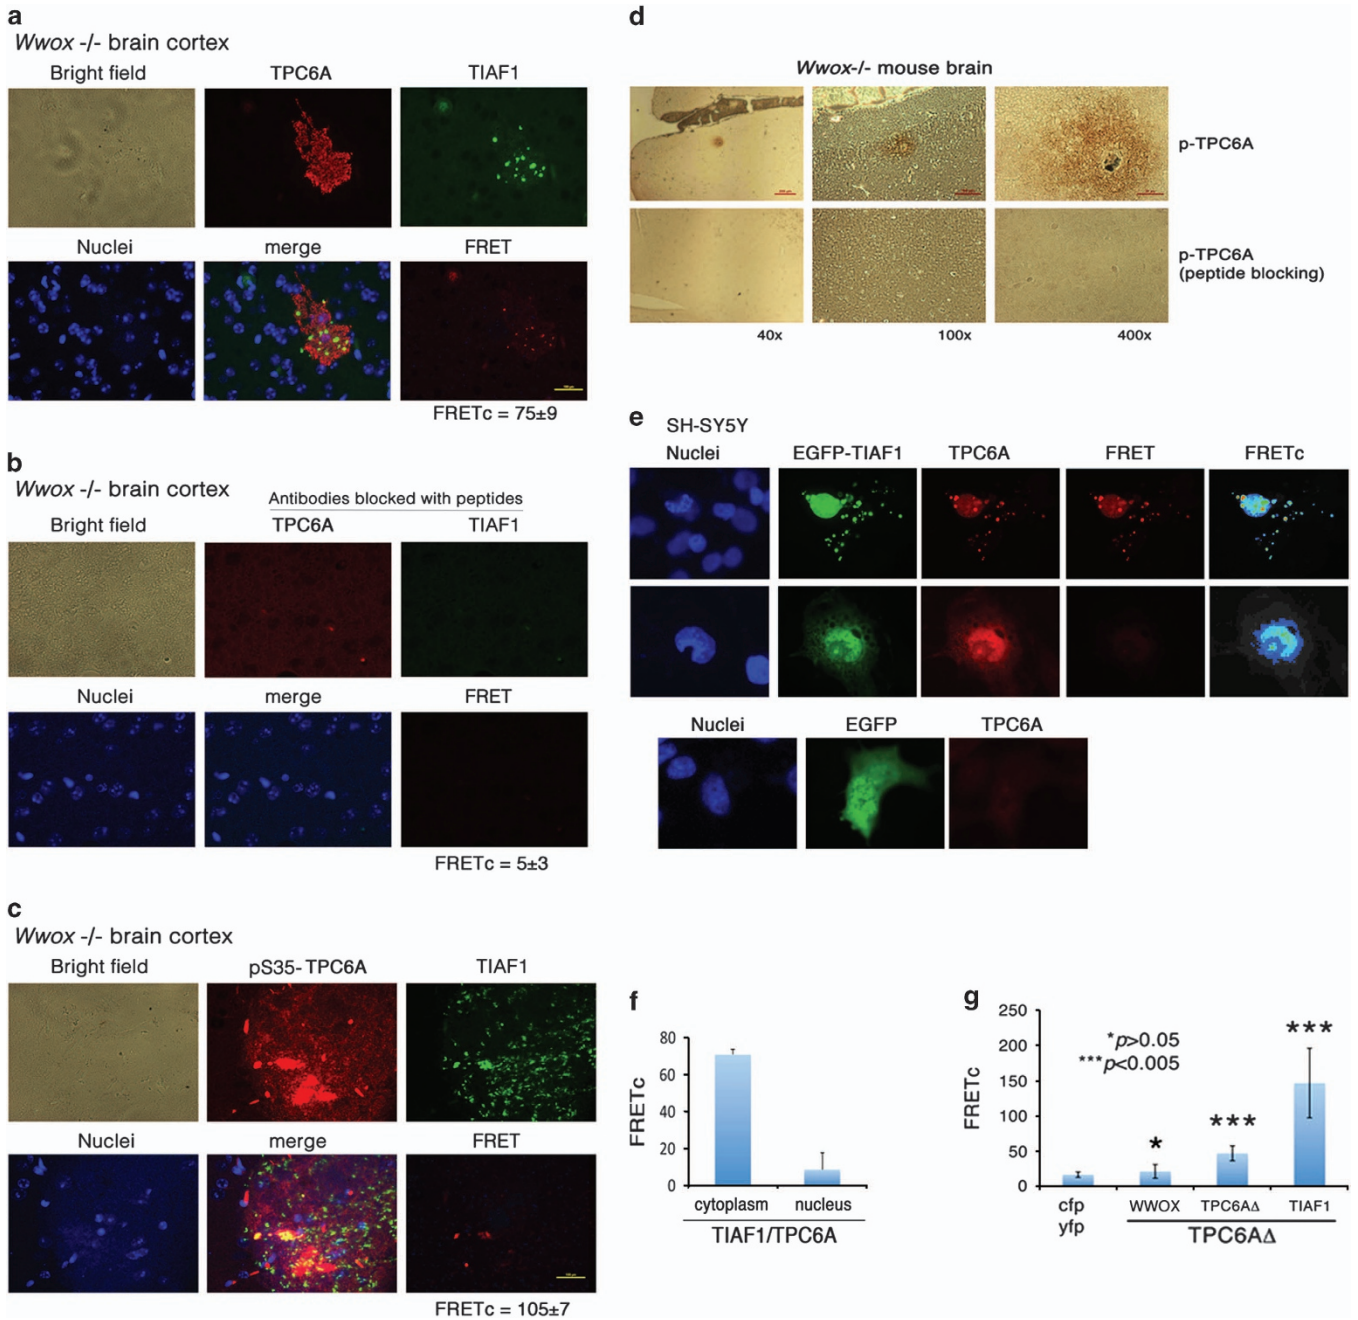 a
Wwox -/- brain cortex
Bright field TPC6A TIAF1
Nuclei merge FRET
FRETc = 75±9
b
Wwox -/- brain cortex
Antibodies blocked with peptides
Bright field TPC6A TIAF1
Nuclei merge FRET
FRETc = 5±3
c
Wwox -/- brain cortex
Bright field pS35-TPC6A TIAF1
Nuclei merge FRET
FRETc = 105±7
d
Wwox-/- mouse brain
p-TPC6A
p-TPC6A
(peptide blocking)
40x 100x 400x
e
SH-SY5Y
Nuclei EGFP-TIAF1 TPC6A FRET FRETc
Nuclei EGFP TPC6A
f
FRETc
80
60
40
20
0
cytoplasm nucleus
TIAF1/TPC6A
g
FRETc
250
200
150
100
50
0
*p>0.05
***p<0.005
*
***
***
cfp
yfp
WWOX TPC6AΔ TIAF1
TPC6AΔ